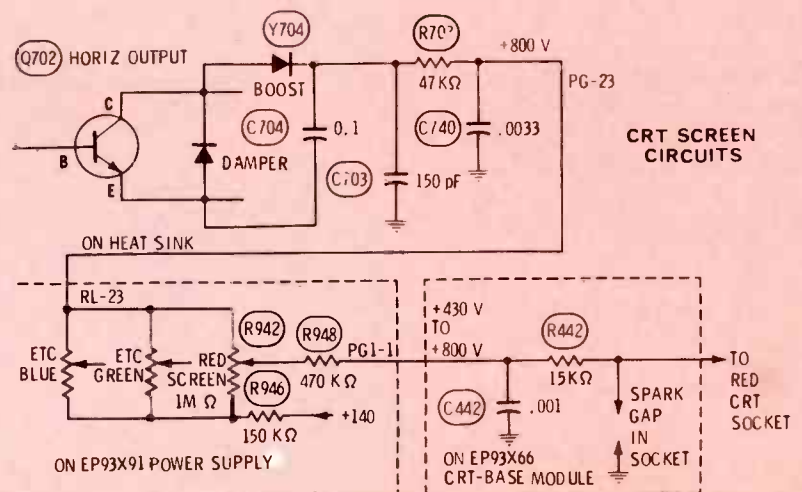 Y704
R702
+800 V
Q702 HORIZ OUTPUT
BOOST
47KΩ
PG-23
C
C704
0.1
C740
.0033
CRT SCREEN
CIRCUITS
B
DAMPER
C703
150 pF
E
ON HEAT SINK
RL-23
+430 V
TO
+800 V
R942
R948
PG1-1
R442
ETC
BLUE
ETC
GREEN
RED
SCREEN
1M Ω
470 KΩ
15KΩ
TO
RED
CRT
SOCKET
R946
+140
C442
.001
SPARK
GAP
IN
SOCKET
150 KΩ
ON EP93X91 POWER SUPPLY
ON EP93X66
CRT-BASE MODULE